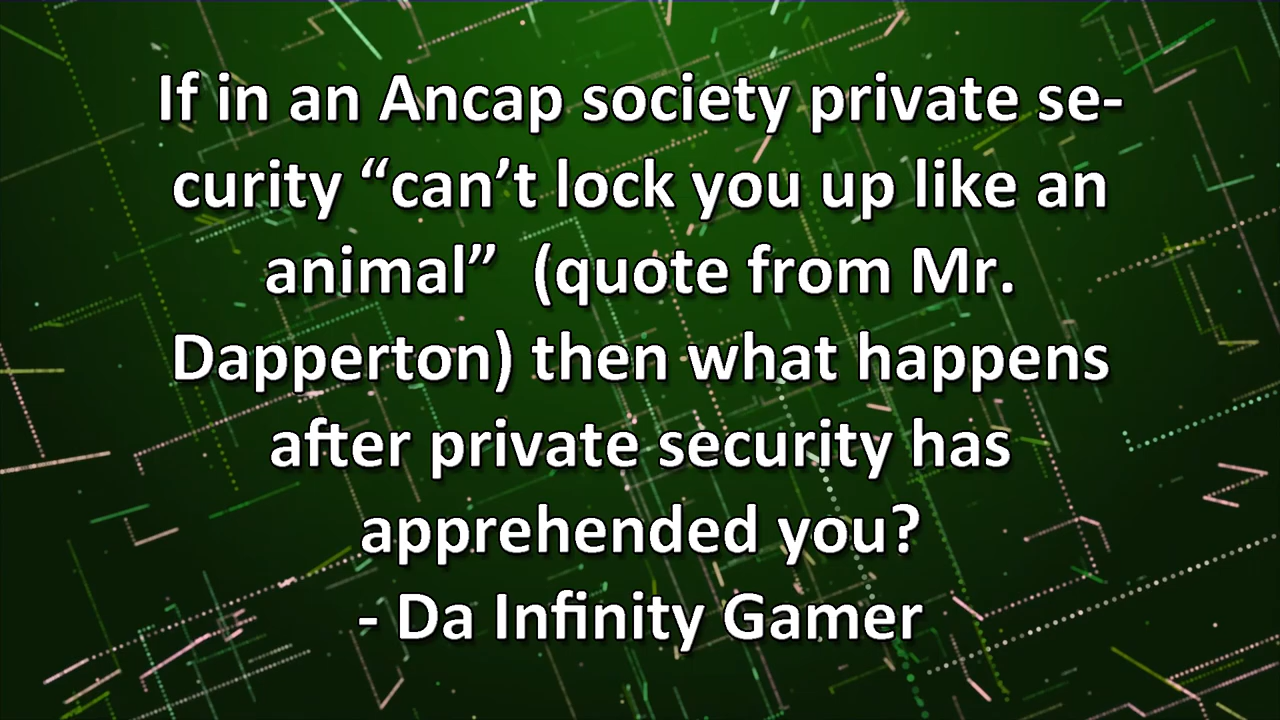 If in an Ancap society private se-
curity “can’t lock you up like an
animal”  (quote from Mr.
Dapperton) then what happens
after private security has
apprehended you?
- Da Infinity Gamer